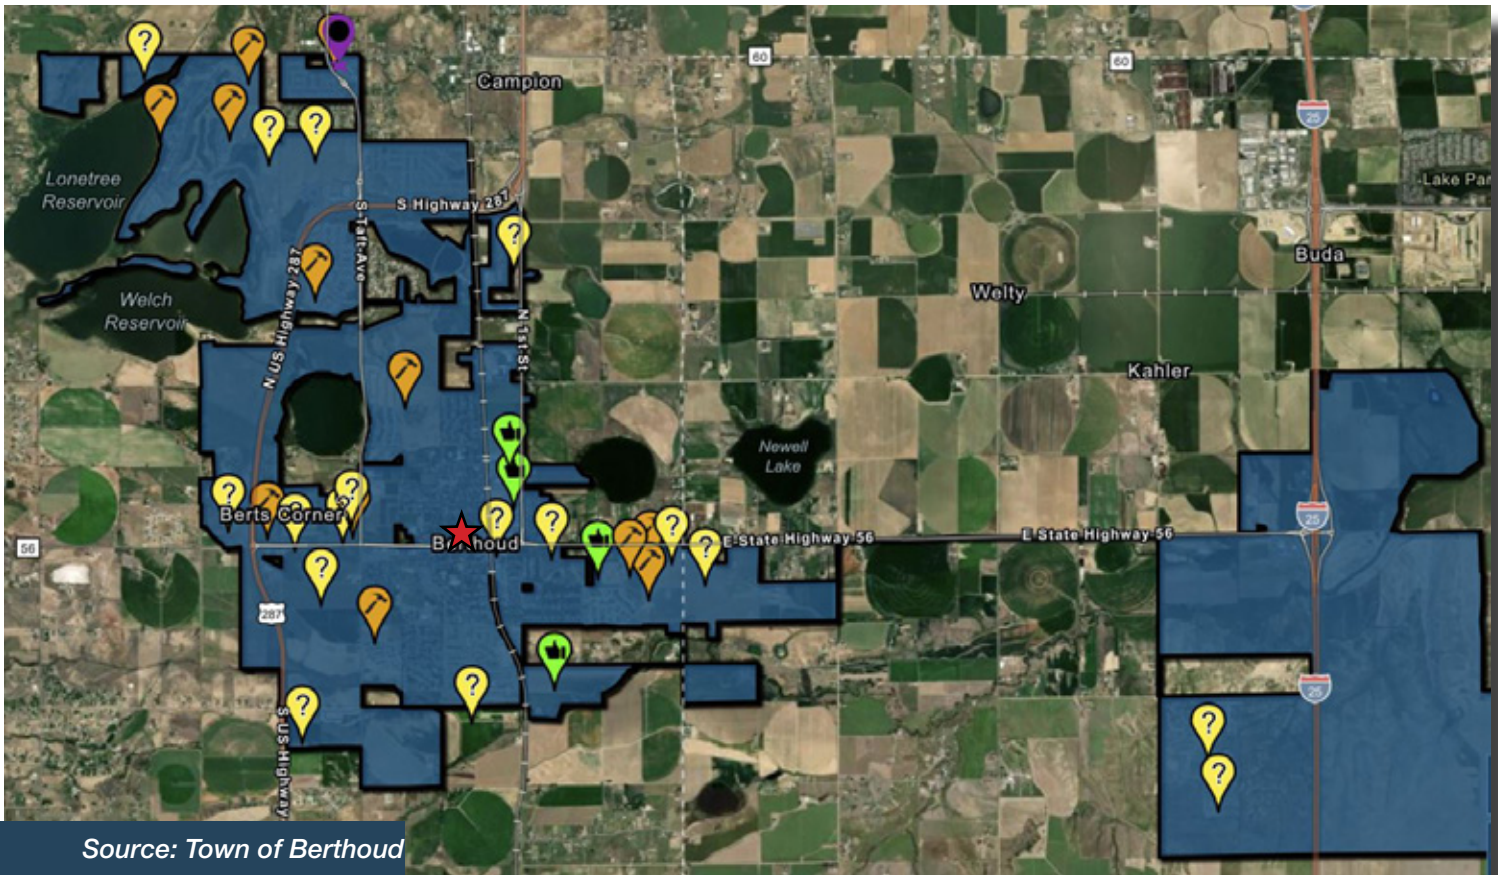 ?
?
?
60
60
Campion
25
Lonetree
Reservoir
S Highway 287
S Taft Ave
Lake Par
?
Buda
N US Highway 287
Welch
Reservoir
Welty
N 1st St
Kahler
Newell
Lake
?
?
?
Berts Corner
?
?
?
?
25
Berthoud
?
E State Highway 56
E State Highway 56
56
?
287
?
?
25
S US Highway
?
?
Source: Town of Berthoud